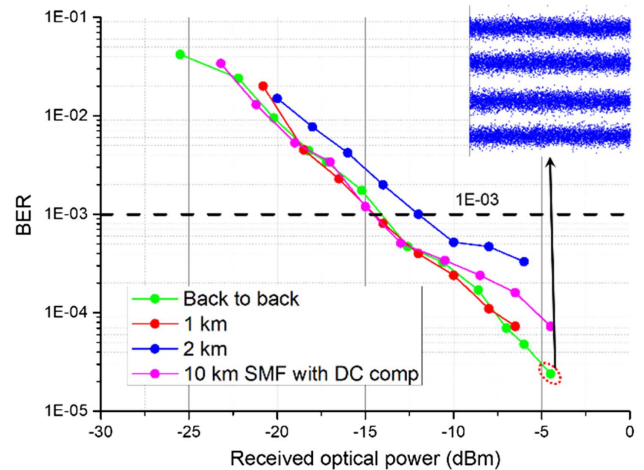 1E-01
1E-02
1E-03
1E-04
1E-05
BER
1E-03
Back to back
1 km
2 km
10 km SMF with DC comp
-30
-25
-20
-15
-10
-5
0
Received optical power (dBm)